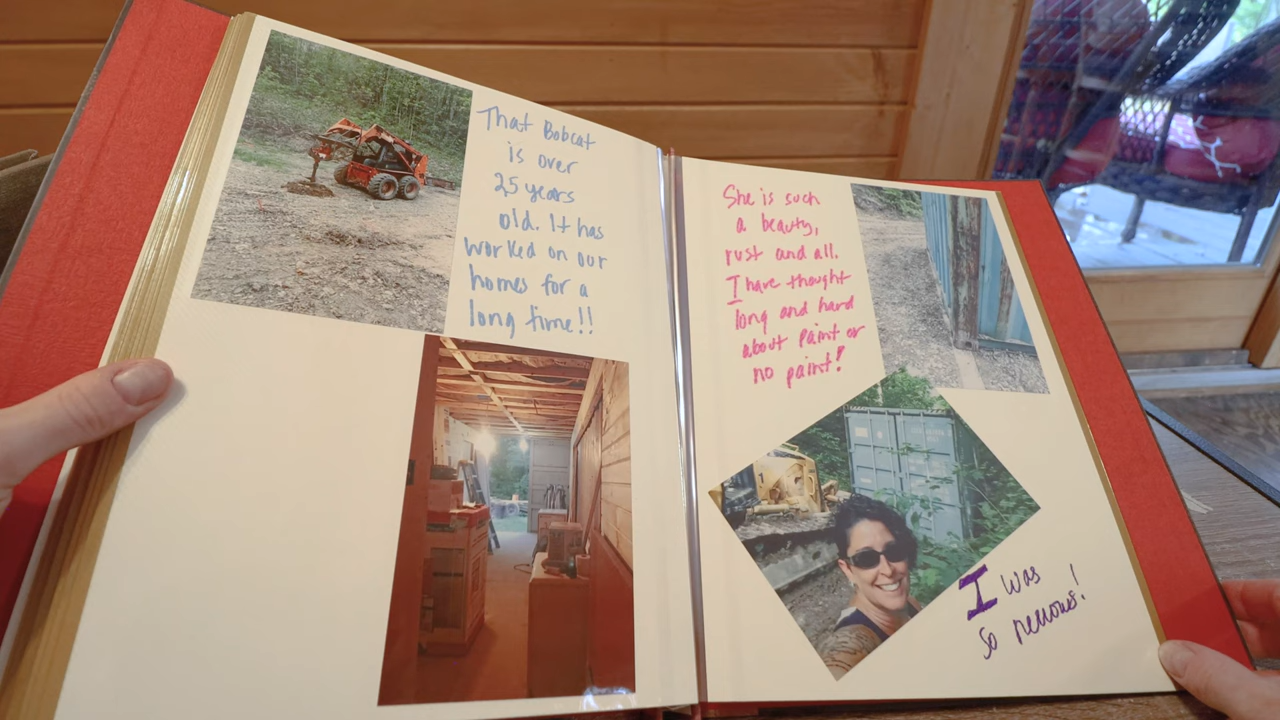 That Bobcat
is over
25 years
old. It has
worked on our
homes for a
long time!!
She is such
a beauty,
rust and all.
I have thought
long and hard
about paint or
no paint!
I was
so nervous!